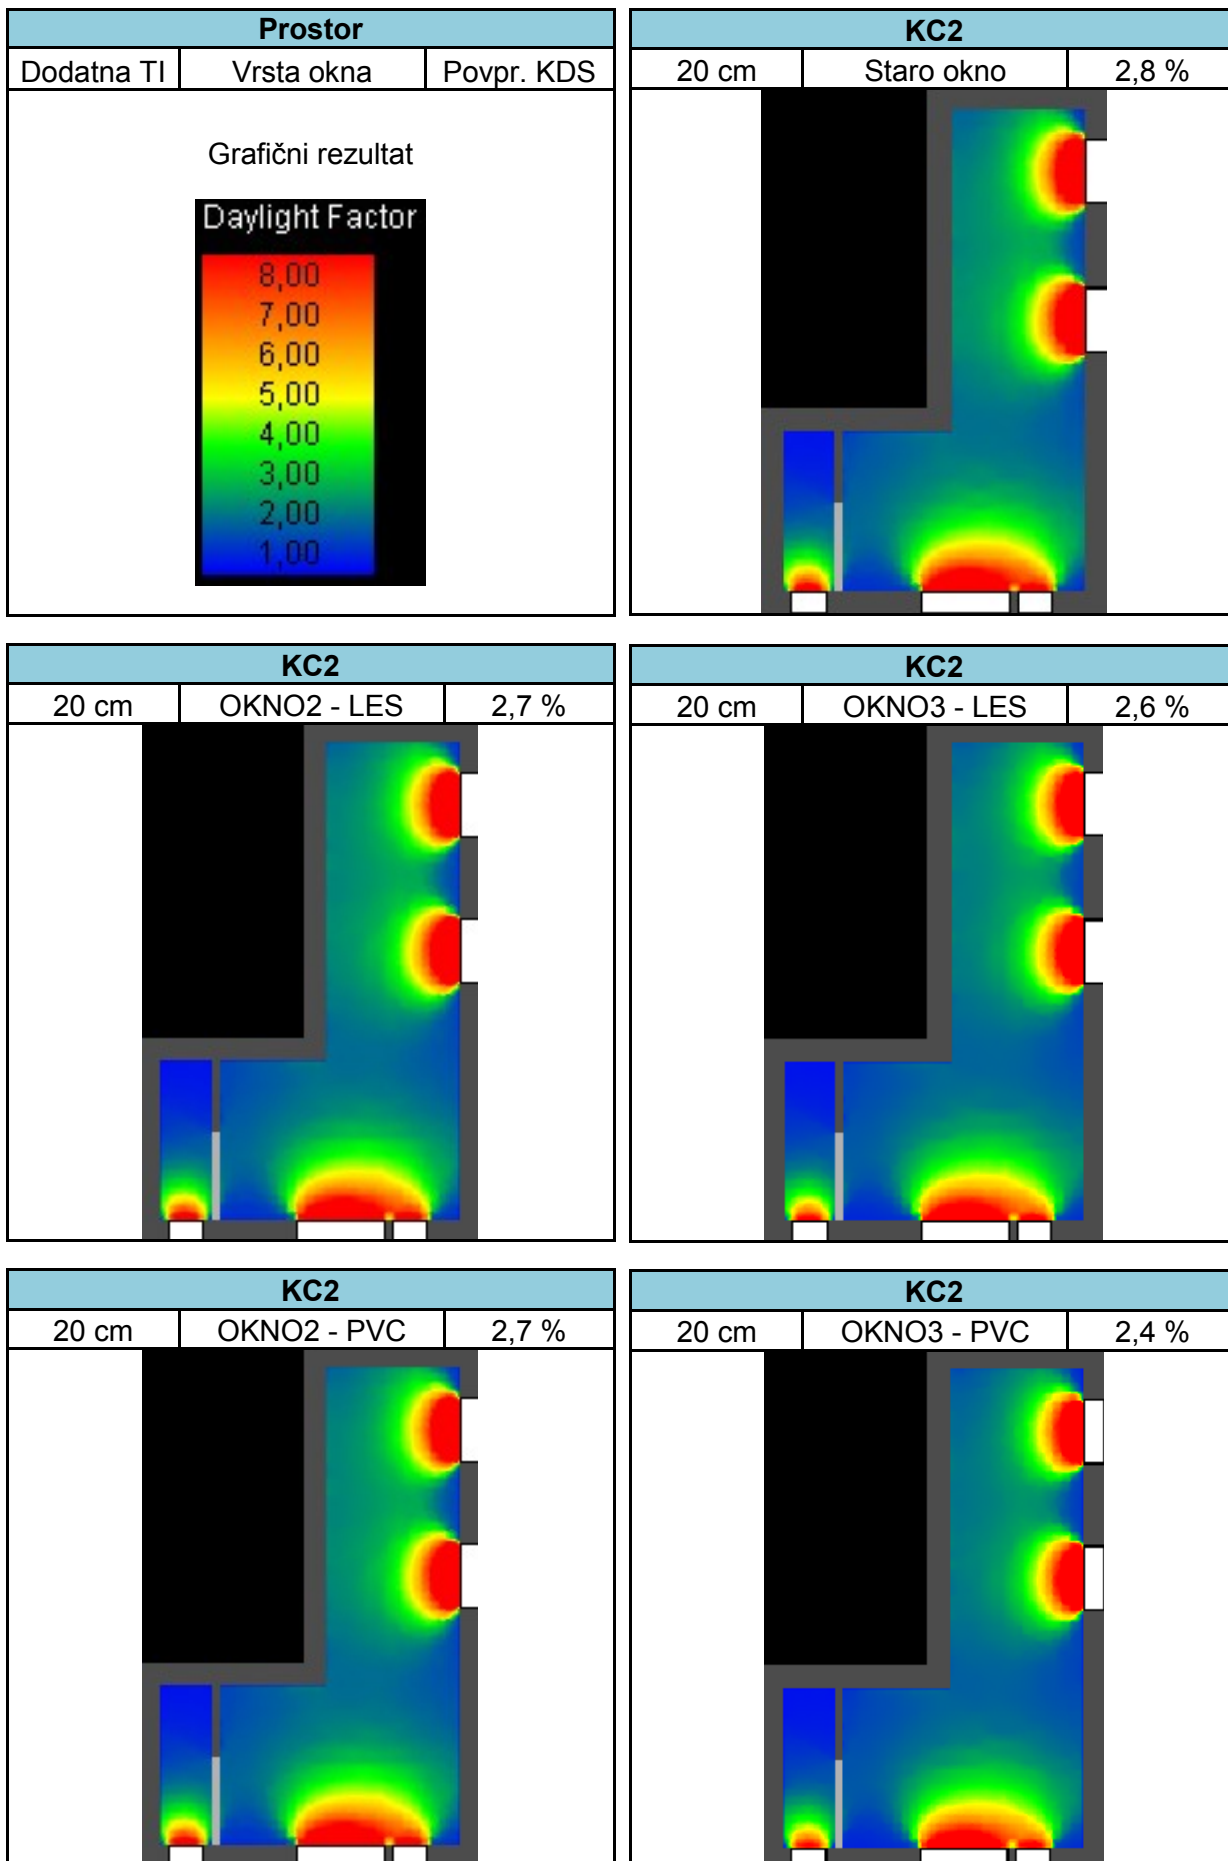 Prostor
Dodatna TI Vrsta okna Povpr. KDS
Grafični rezultat
Daylight Factor
8,00
7,00
6,00
5,00
4,00
3,00
2,00
1,00
KC2
20 cm Staro okno 2,8 %
KC2
20 cm OKNO2 - LES 2,7 %
KC2
20 cm OKNO3 - LES 2,6 %
KC2
20 cm OKNO2 - PVC 2,7 %
KC2
20 cm OKNO3 - PVC 2,4 %